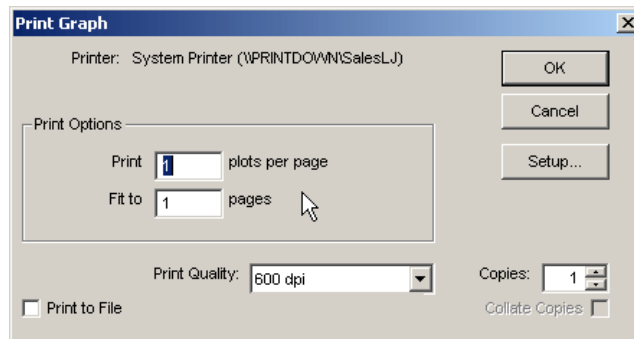 Print Graph
Printer: System Printer (\\PRINTDOWN\SalesLJ)
OK
Cancel
Setup...
Print Options
Print 1 plots per page
Fit to 1 pages
Print Quality: 600 dpi
Copies: 1
Print to File
Collate Copies